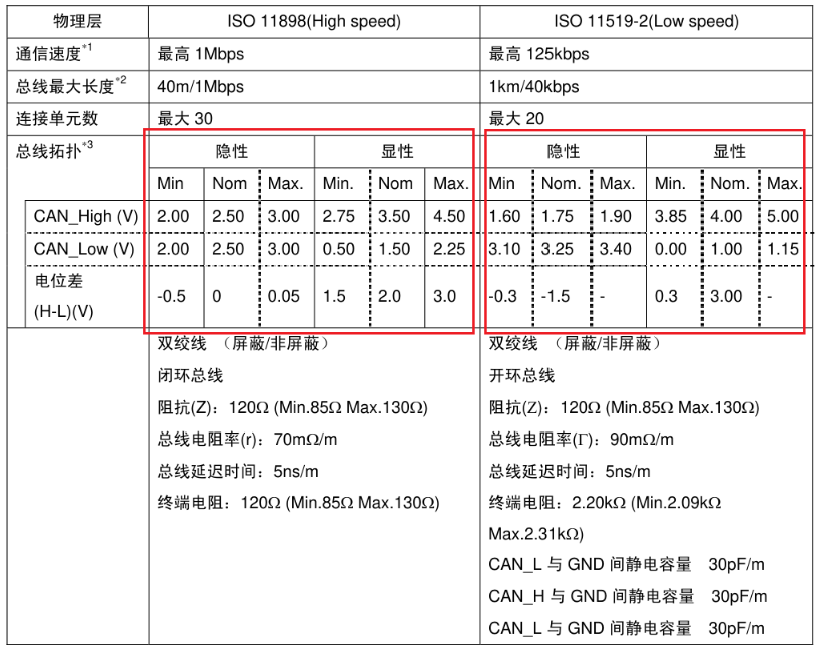 物理层 ISO 11898(High speed) ISO 11519-2(Low speed)
通信速度*1 最高 1Mbps 最高 125kbps
总线最大长度*2 40m/1Mbps 1km/40kbps
连接单元数 最大 30 最大 20
总线拓扑*3 隐性 显性 隐性 显性
Min Nom Max. Min. Nom Max. Min Nom. Max. Min. Nom. Max.
CAN_High (V) 2.00 2.50 3.00 2.75 3.50 4.50 1.60 1.75 1.90 3.85 4.00 5.00
CAN_Low (V) 2.00 2.50 3.00 0.50 1.50 2.25 3.10 3.25 3.40 0.00 1.00 1.15
电位差
(H-L)(V) -0.5 0 0.05 1.5 2.0 3.0 -0.3 -1.5 - 0.3 3.00 -
双绞线 （屏蔽/非屏蔽） 双绞线 （屏蔽/非屏蔽）
闭环总线 开环总线
阻抗(Z)：120Ω (Min.85Ω Max.130Ω) 阻抗(Z)：120Ω (Min.85Ω Max.130Ω)
总线电阻率(r)：70mΩ/m 总线电阻率(Γ)：90mΩ/m
总线延迟时间：5ns/m 总线延迟时间：5ns/m
终端电阻：120Ω (Min.85Ω Max.130Ω) 终端电阻：2.20kΩ (Min.2.09kΩ
Max.2.31kΩ)
CAN_L 与 GND 间静电容量 30pF/m
CAN_H 与 GND 间静电容量 30pF/m
CAN_L 与 GND 间静电容量 30pF/m